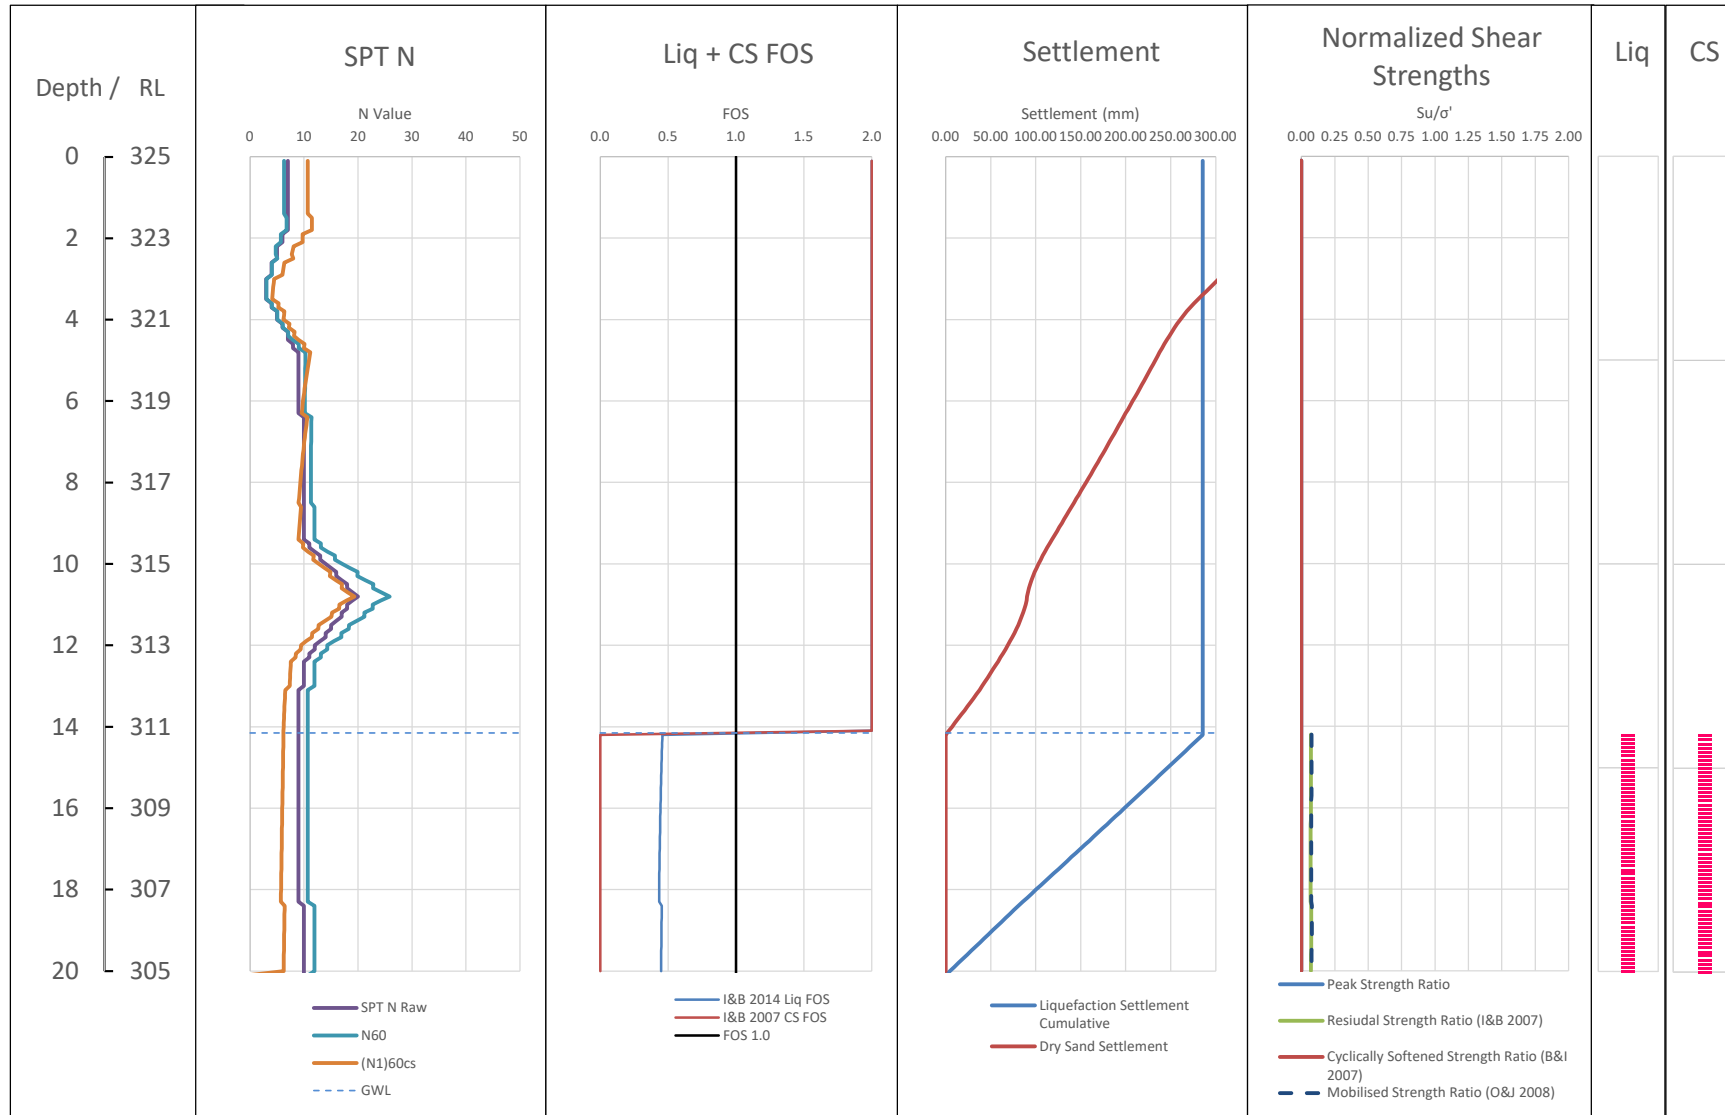 SPT N
Liq + CS FOS
Settlement
Normalized Shear
Strengths
Liq
CS
Depth / RL
N Value
FOS
Settlement (mm)
Su/σ'
0 10 20 30 40 50
0.0 0.5 1.0 1.5 2.0
0.00 50.00 100.00 150.00 200.00 250.00 300.00
0.00 0.25 0.50 0.75 1.00 1.25 1.50 1.75 2.00
0 325
2 323
4 321
6 319
8 317
10 315
12 313
14 311
16 309
18 307
20 305
SPT N Raw
N60
(N1)60cs
GWL
I&B 2014 Liq FOS
I&B 2007 CS FOS
FOS 1.0
Liquefaction Settlement
Cumulative
Dry Sand Settlement
Peak Strength Ratio
Resiudal Strength Ratio (I&B 2007)
Cyclically Softened Strength Ratio (B&I
2007)
Mobilised Strength Ratio (O&J 2008)